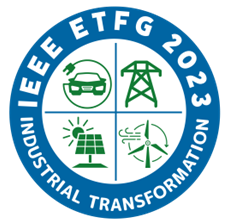 IEEE ETFG 2023
INDUSTRIAL TRANSFORMATION